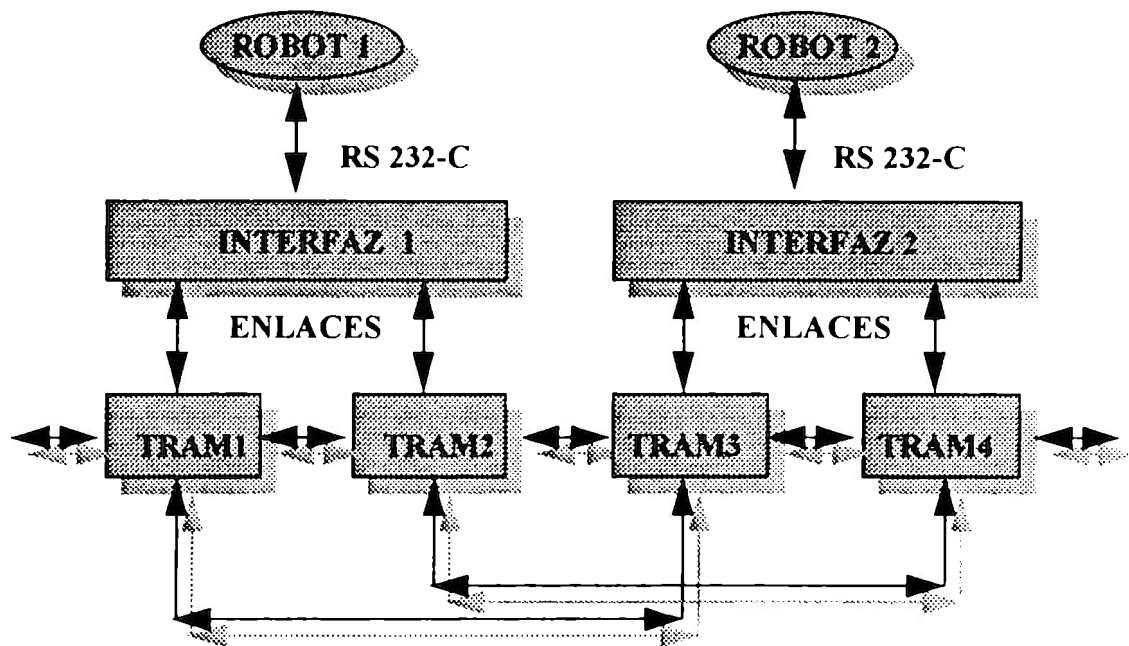 ROBOT 1
ROBOT 2
RS 232-C
RS 232-C
INTERFAZ 1
INTERFAZ 2
ENLACES
ENLACES
TRAM1
TRAM2
TRAM3
TRAM4